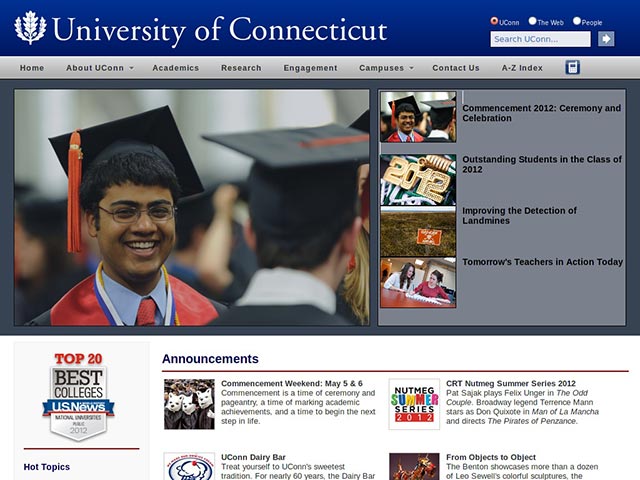 University of Connecticut
UConn The Web People
Search UConn...
Home About UConn Academics Research Engagement Campuses Contact Us A-Z Index
Commencement 2012: Ceremony and
Celebration
Outstanding Students in the Class of
2012
2012
Improving the Detection of
Landmines
Tomorrow's Teachers in Action Today
TOP 20
BEST
COLLEGES
USNews
NATIONAL UNIVERSITIES
PUBLIC
2012
Hot Topics
Announcements
Commencement Weekend: May 5 & 6
Commencement is a time of ceremony and
pageantry, a time of marking academic
achievements, and a time to begin the next
step in life.
NUTMEG
SUMMER
SERIES
2012
CRT Nutmeg Summer Series 2012
Pat Sajak plays Felix Unger in The Odd
Couple. Broadway legend Terrence Mann
stars as Don Quixote in Man of La Mancha
and directs The Pirates of Penzance.
UConn Dairy Bar
Treat yourself to UConn's sweetest
tradition. For nearly 60 years, the Dairy Bar
From Objects to Object
The Benton showcases more than a dozen
of Leo Sewell's colorful sculptures, the